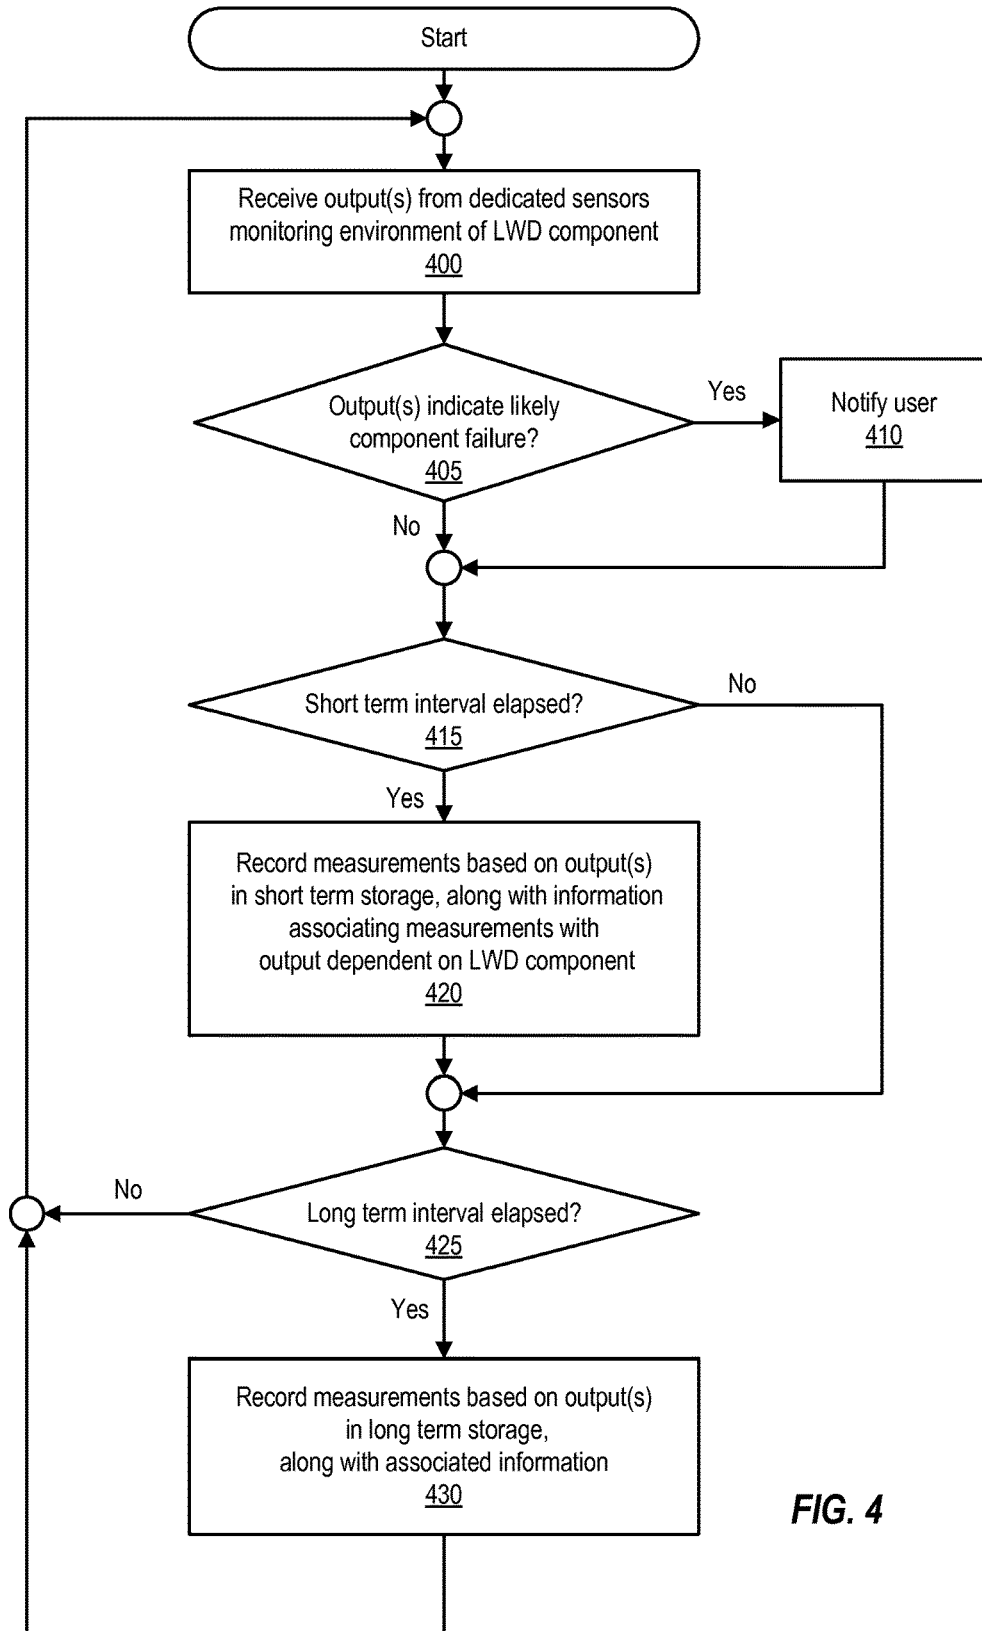 Start
Receive output(s) from dedicated sensors
monitoring environment of LWD component
400
Output(s) indicate likely
component failure?
405
Yes
Notify user
410
No
Short term interval elapsed?
415
No
Yes
Record measurements based on output(s)
in short term storage, along with information
associating measurements with
output dependent on LWD component
420
No
Long term interval elapsed?
425
Yes
Record measurements based on output(s)
in long term storage,
along with associated information
430
FIG. 4